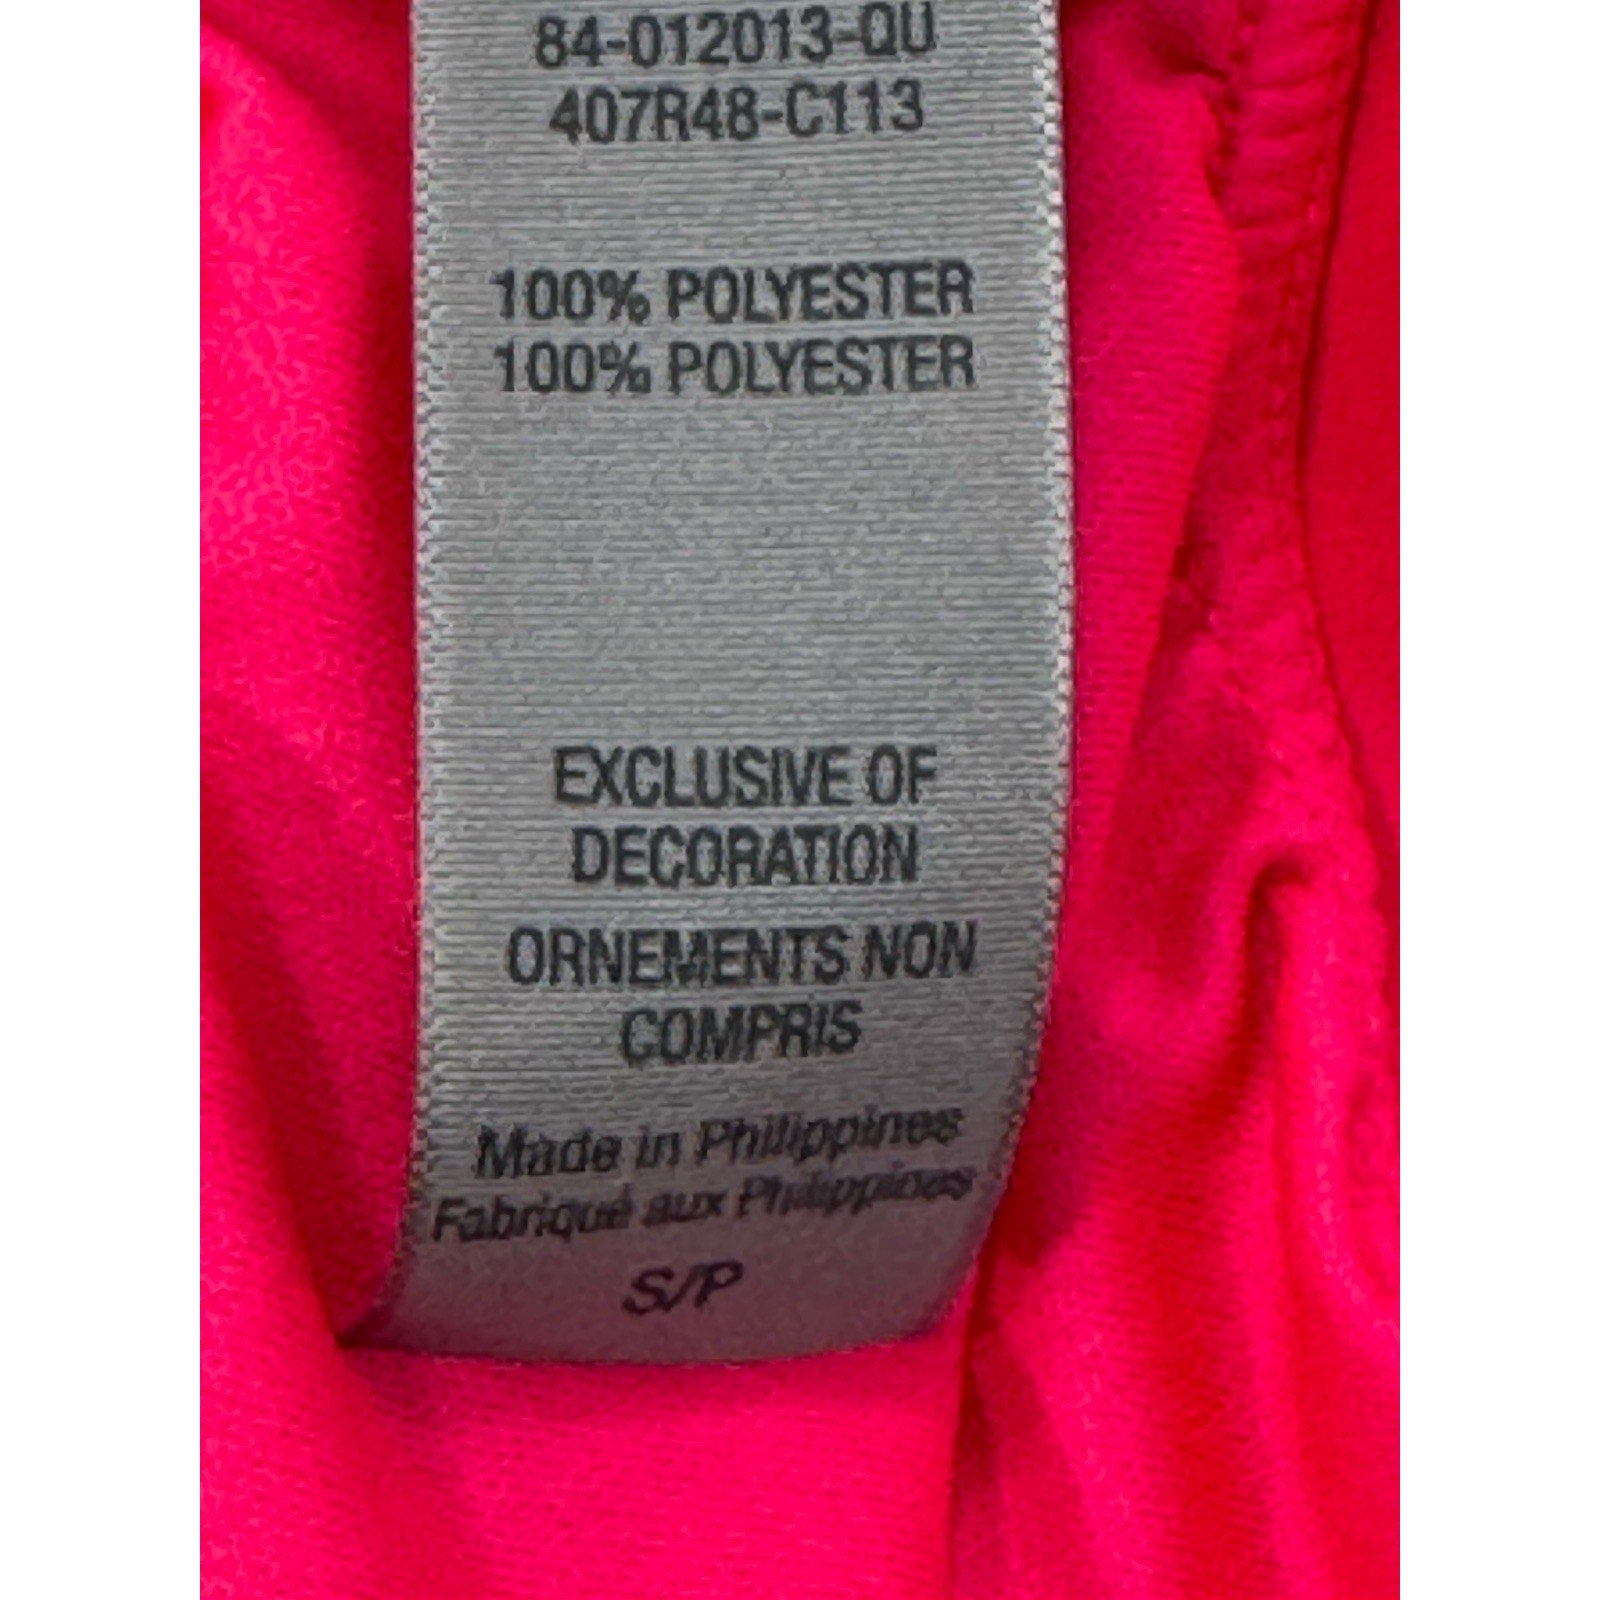 84-012013-QU
407R48-C113
100% POLYESTER
100% POLYESTER
EXCLUSIVE OF
DECORATION
ORNEMENTS NON
COMPRIS
Made in Philippines
Fabriqué aux Philippines
S/P